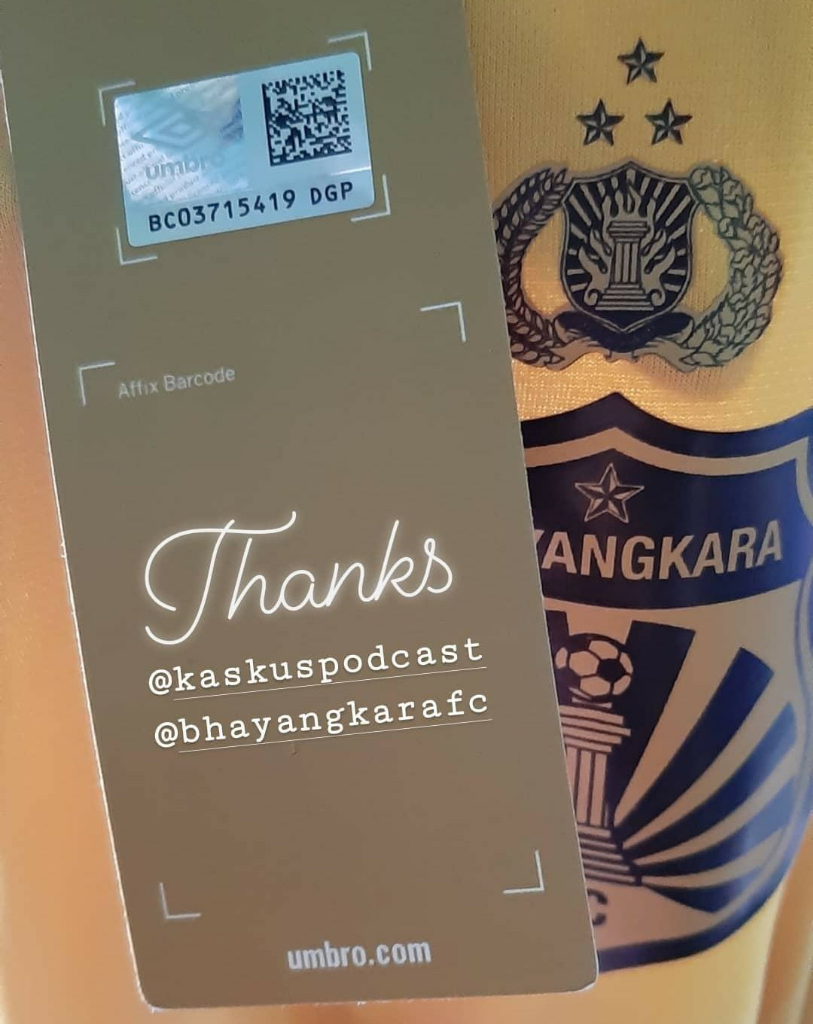 umbro
BC03715419 DGP
Affix Barcode
Thanks
@kaskuspodcast
@bhayangkarafc
umbro.com
YANGKARA
C